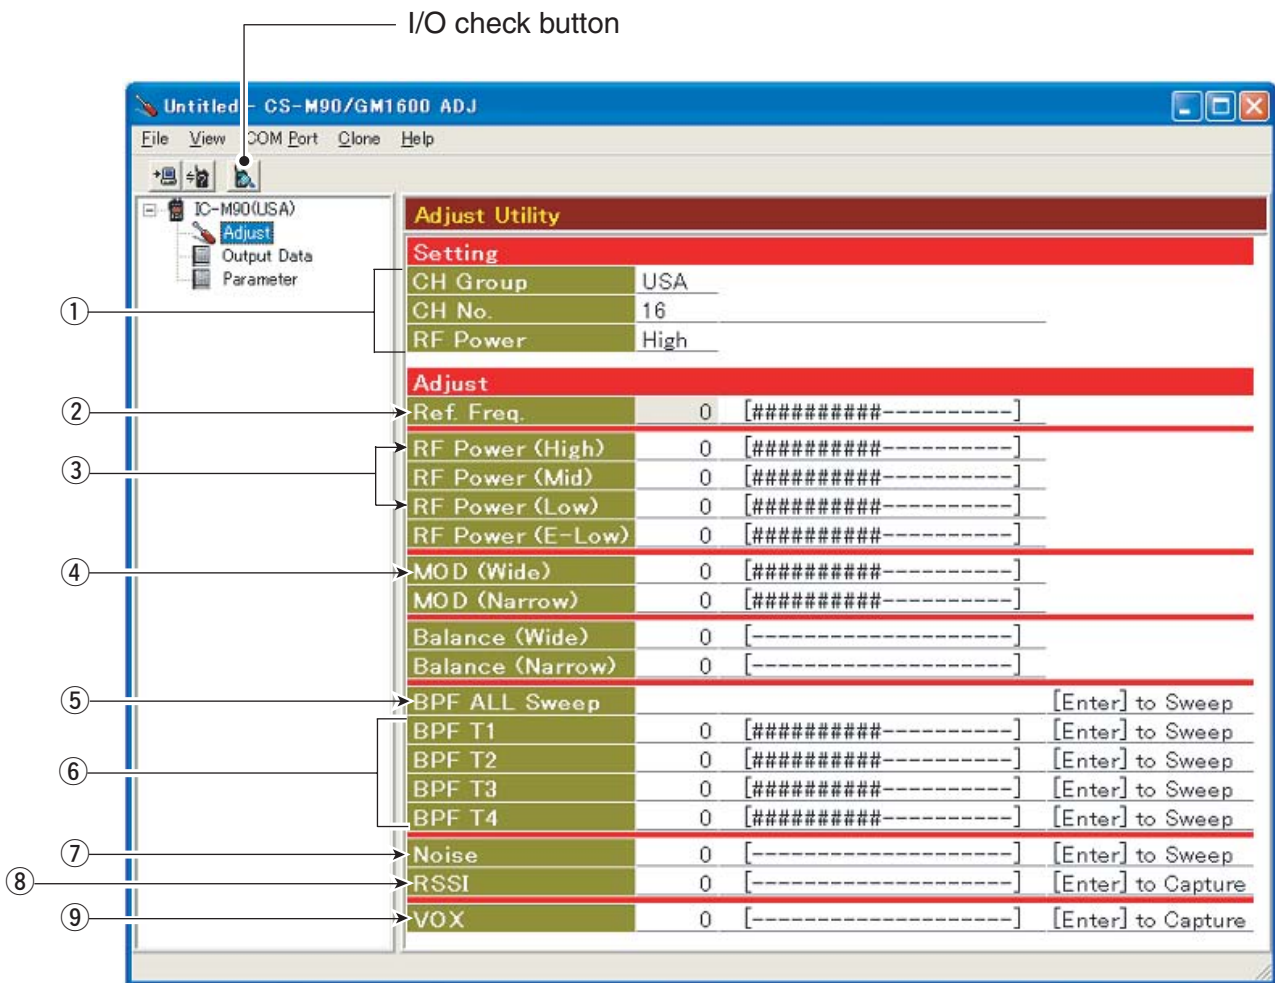 I/O check button
Untitled - CS-M90/GM1600 ADJ
File View COM Port Clone Help
IC-M90(USA)
Adjust
Output Data
Parameter
Adjust Utility
Setting
① CH Group USA
CH No. 16
RF Power High
Adjust
② Ref. Freq. 0 [##########----------]
③ RF Power (High) 0 [##########----------]
RF Power (Mid) 0 [##########----------]
RF Power (Low) 0 [##########----------]
RF Power (E-Low) 0 [##########----------]
④ MOD (Wide) 0 [##########----------]
MOD (Narrow) 0 [##########----------]
Balance (Wide) 0 [--------------------]
Balance (Narrow) 0 [--------------------]
⑤ BPF ALL Sweep [Enter] to Sweep
⑥ BPF T1 0 [##########----------] [Enter] to Sweep
BPF T2 0 [##########----------] [Enter] to Sweep
BPF T3 0 [##########----------] [Enter] to Sweep
BPF T4 0 [##########----------] [Enter] to Sweep
⑦ Noise 0 [--------------------] [Enter] to Sweep
⑧ RSSI 0 [--------------------] [Enter] to Capture
⑨ VOX 0 [--------------------] [Enter] to Capture